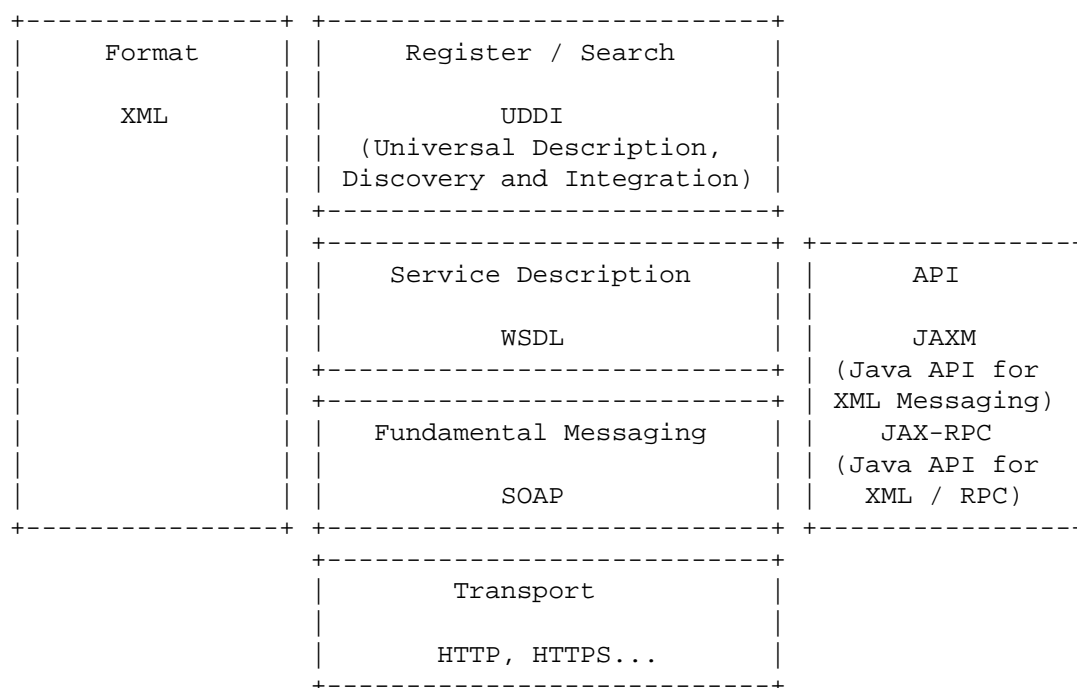 Format
XML
Register / Search
UDDI
(Universal Description,
Discovery and Integration)
Service Description
WSDL
Fundamental Messaging
SOAP
API
JAXM
(Java API for
XML Messaging)
JAX-RPC
(Java API for
XML / RPC)
Transport
HTTP, HTTPS...